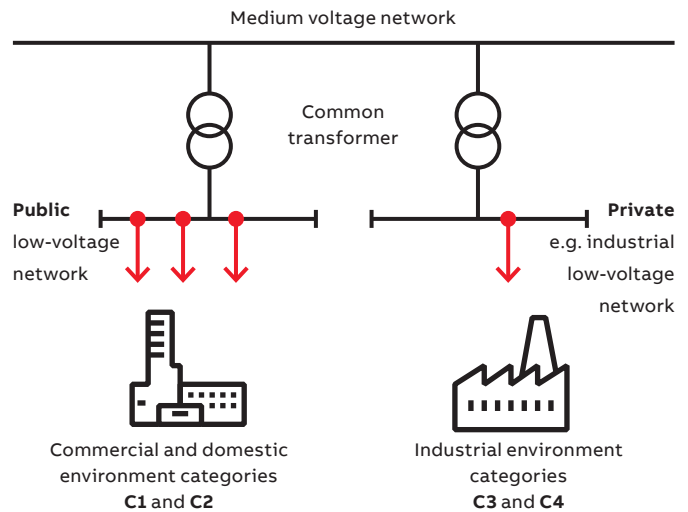 Medium voltage network
Common
transformer
Public
low-voltage
network
Private
e.g. industrial
low-voltage
network
Commercial and domestic
environment categories
C1 and C2
Industrial environment
categories
C3 and C4